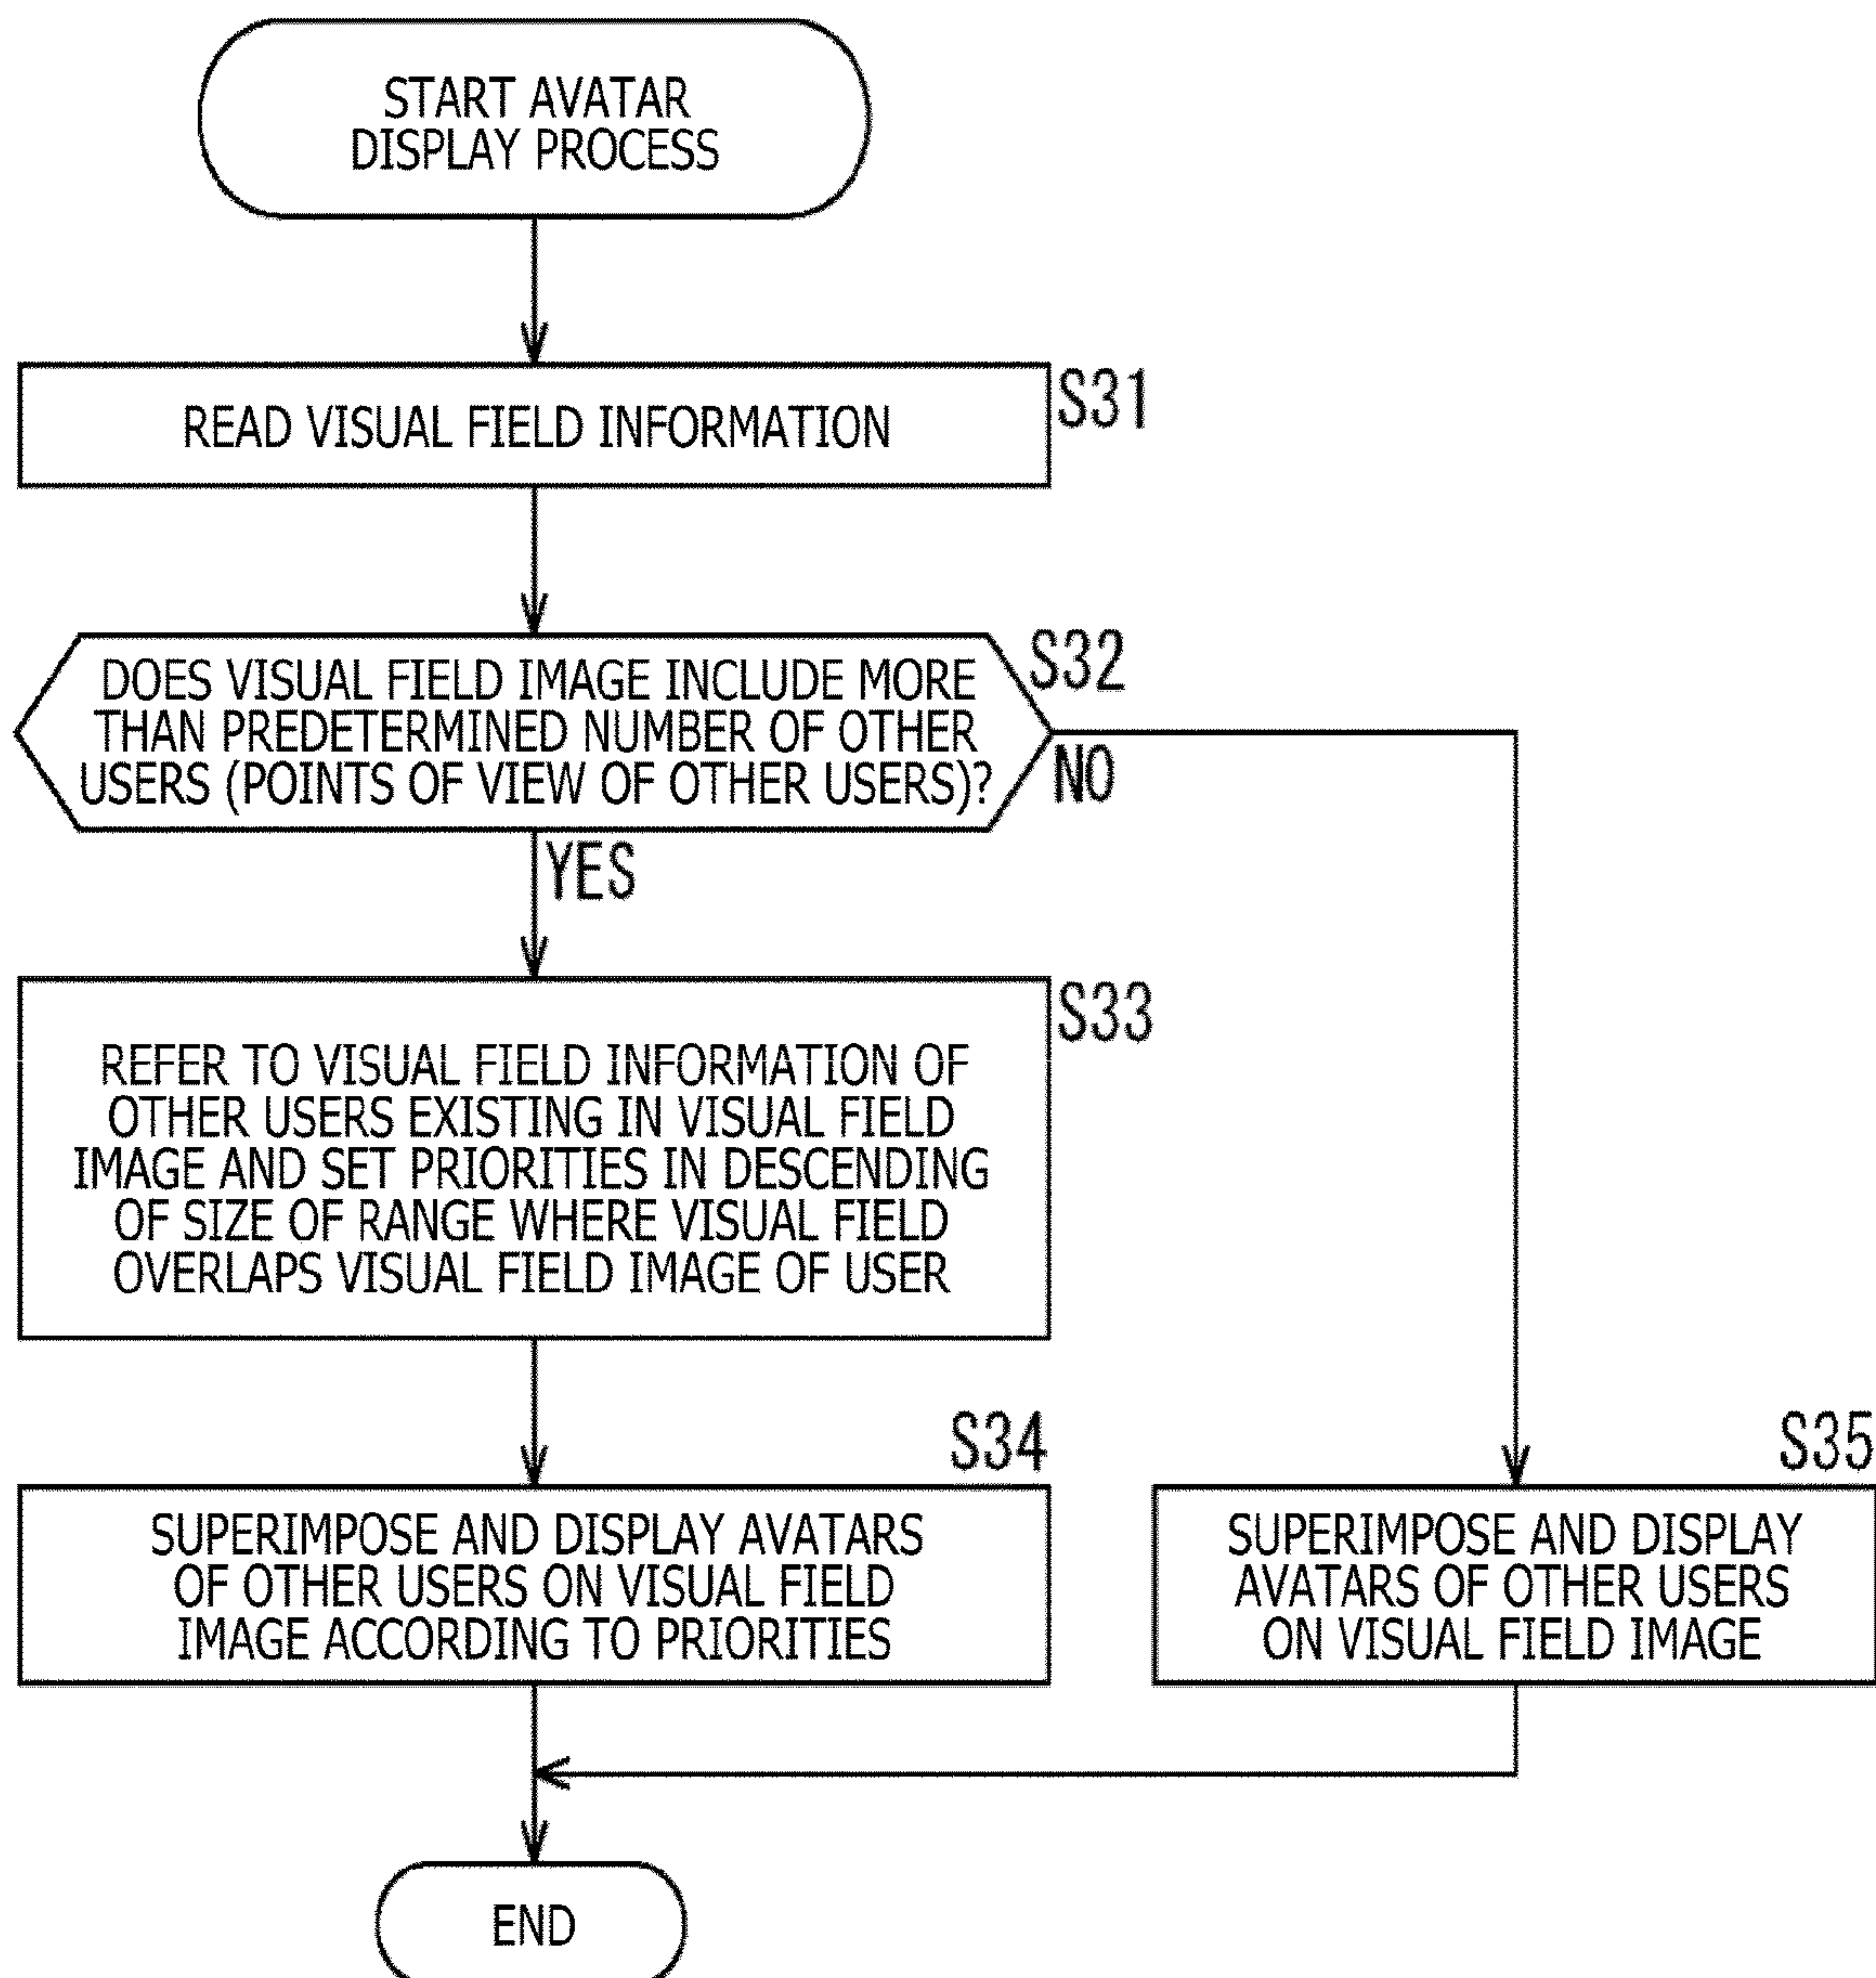 START AVATAR
DISPLAY PROCESS
READ VISUAL FIELD INFORMATION
S31
DOES VISUAL FIELD IMAGE INCLUDE MORE
THAN PREDETERMINED NUMBER OF OTHER
USERS (POINTS OF VIEW OF OTHER USERS)?
S32
NO
YES
REFER TO VISUAL FIELD INFORMATION OF
OTHER USERS EXISTING IN VISUAL FIELD
IMAGE AND SET PRIORITIES IN DESCENDING
OF SIZE OF RANGE WHERE VISUAL FIELD
OVERLAPS VISUAL FIELD IMAGE OF USER
S33
SUPERIMPOSE AND DISPLAY AVATARS
OF OTHER USERS ON VISUAL FIELD
IMAGE ACCORDING TO PRIORITIES
S34
SUPERIMPOSE AND DISPLAY
AVATARS OF OTHER USERS
ON VISUAL FIELD IMAGE
S35
END